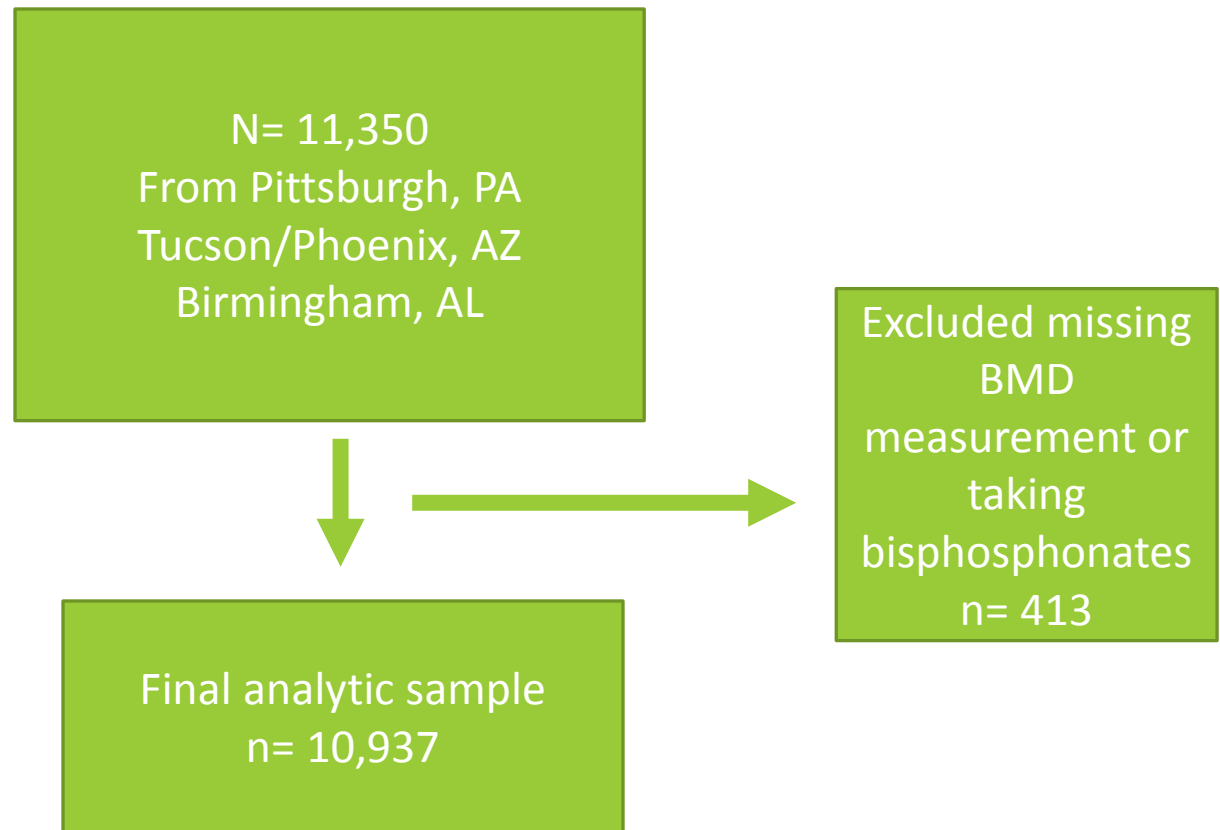 N= 11,350
From Pittsburgh, PA
Tucson/Phoenix, AZ
Birmingham, AL
Excluded missing
BMD
measurement or
taking
bisphosphonates
n= 413
Final analytic sample
n= 10,937